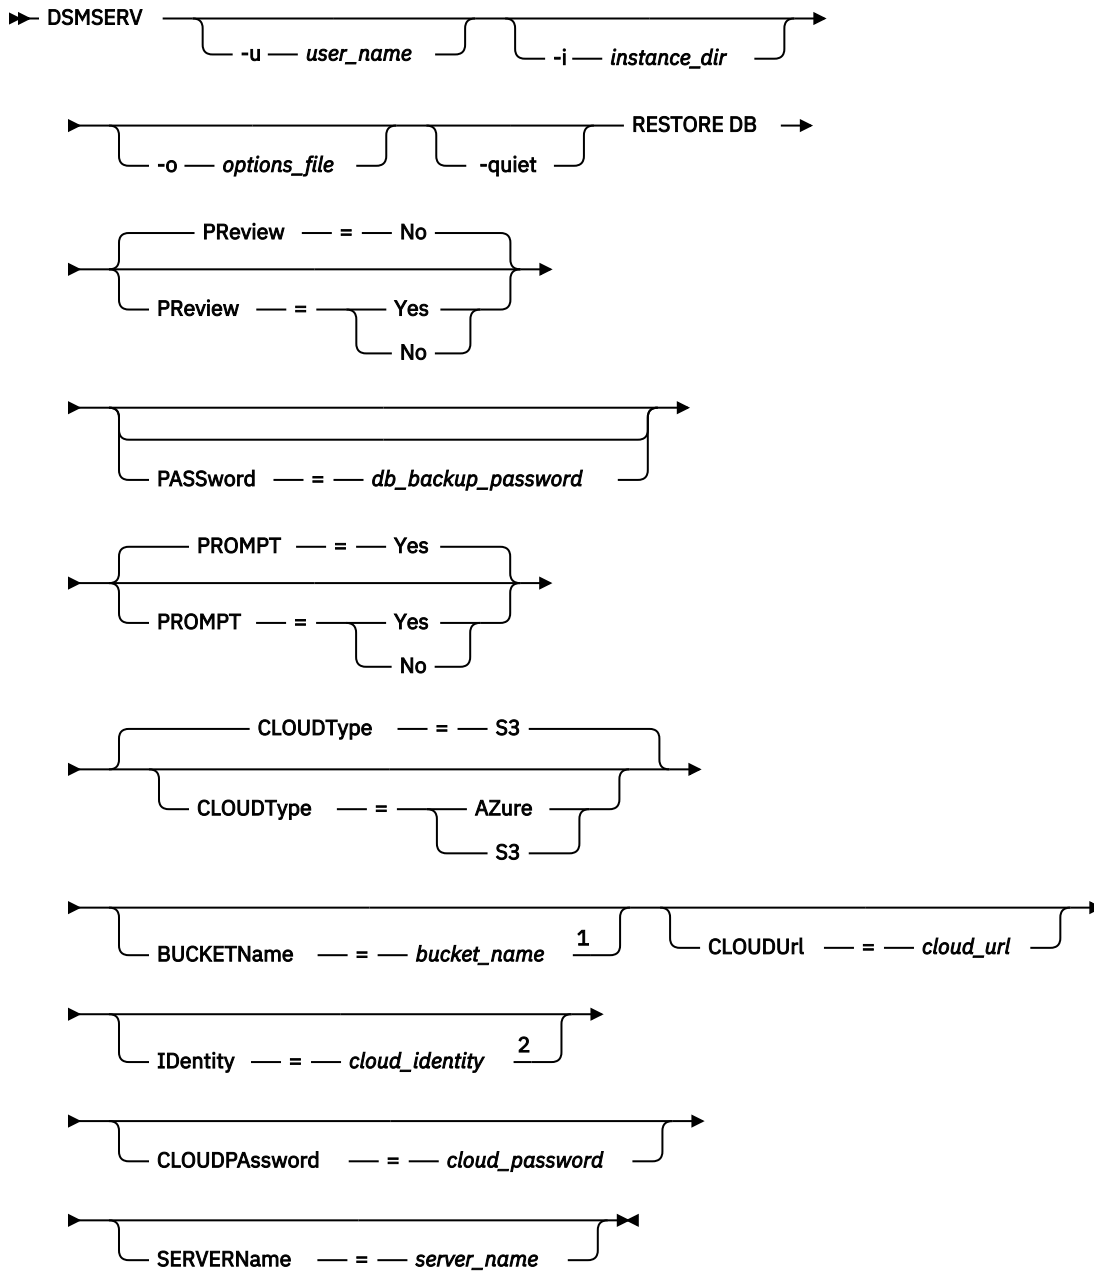 DSMSERV
-u user_name
-i instance_dir
RESTORE DB
-o options_file
-quiet
PReview = No
PReview = Yes
No
PASSword = db_backup_password
PROMPT = Yes
PROMPT = Yes
No
CLOUDType = S3
CLOUDType = AZure
S3
BUCKETName = bucket_name 1
CLOUDUrl = cloud_url
IDentity = cloud_identity 2
CLOUDPAssword = cloud_password
SERVERName = server_name